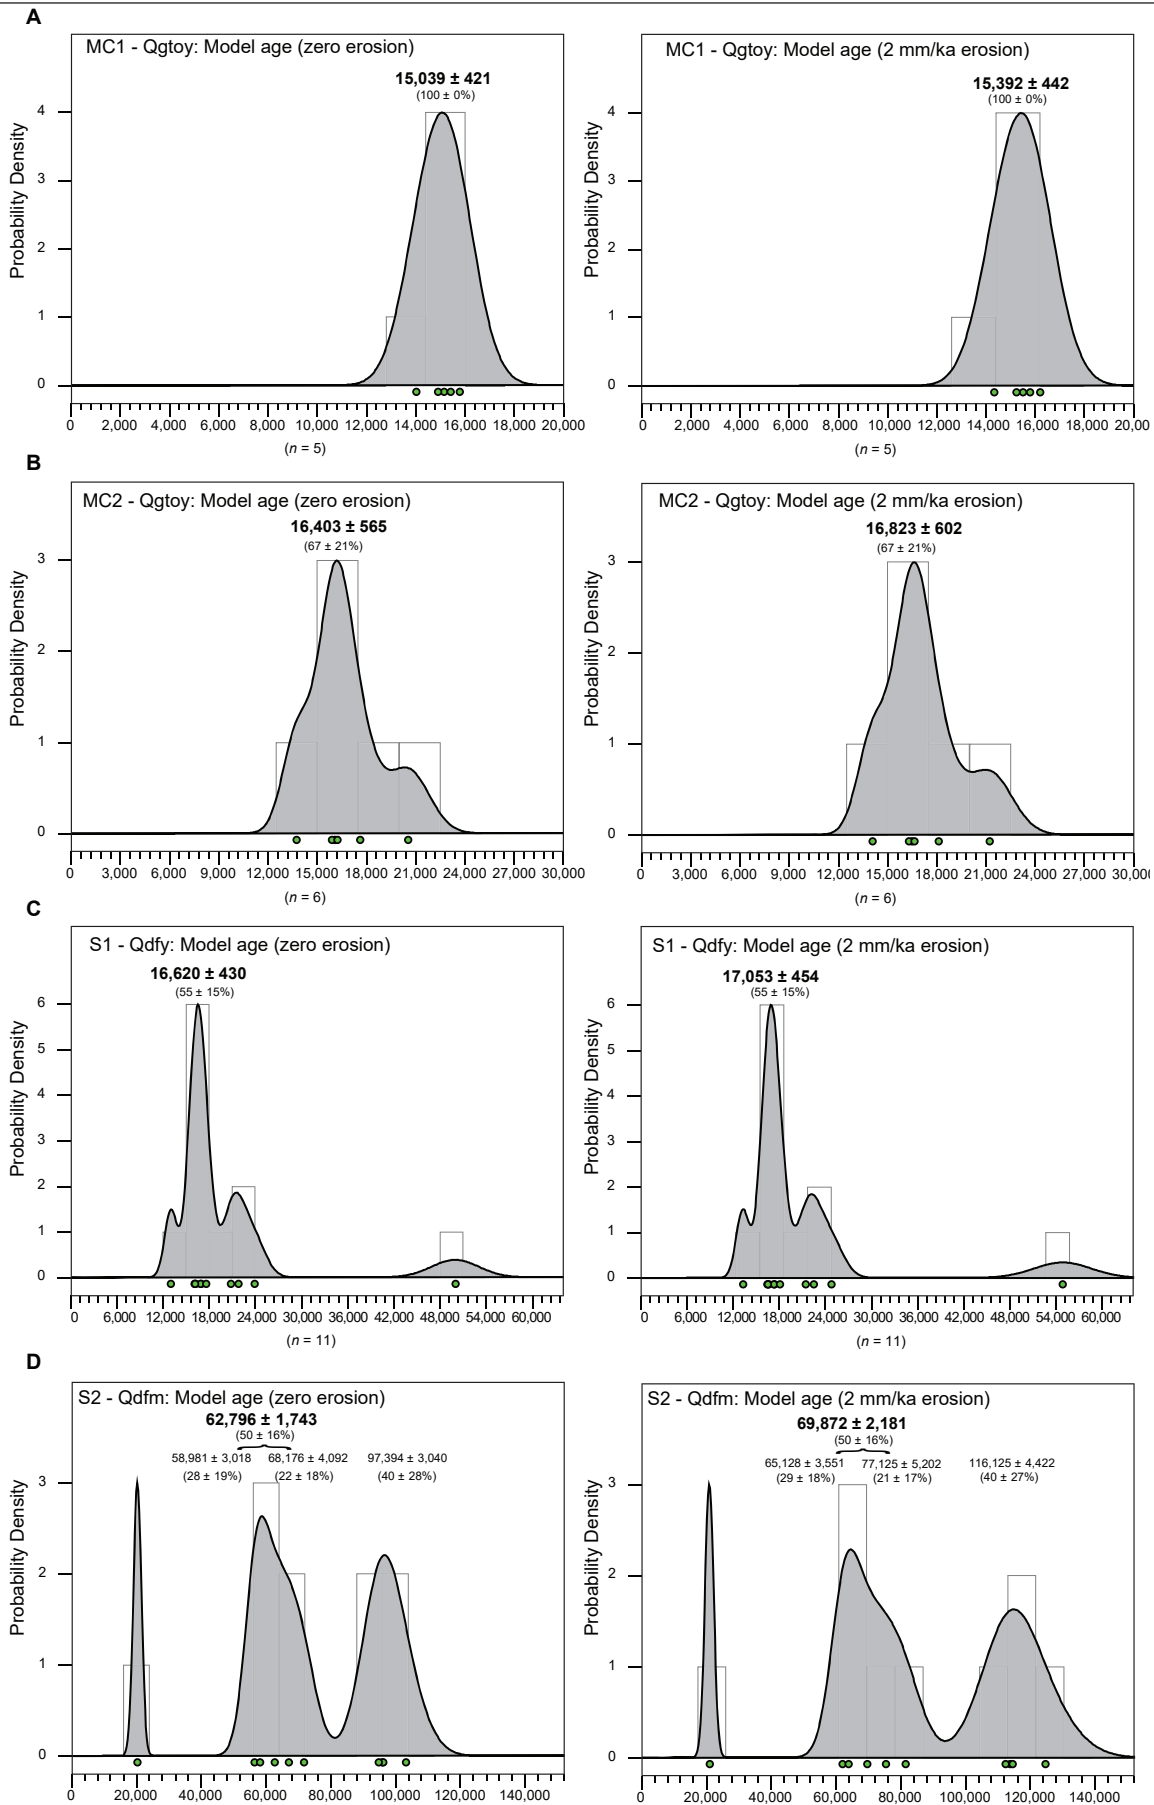 A
MC1 - Qgtoy: Model age (zero erosion)
15,039 ± 421
(100 ± 0%)
Probability Density
4
3
2
1
0
0 2,000 4,000 6,000 8,000 10,000 12,000 14,000 16,000 18,000 20,000
(n = 5)
MC1 - Qgtoy: Model age (2 mm/ka erosion)
15,392 ± 442
(100 ± 0%)
Probability Density
4
3
2
1
0
0 2,000 4,000 6,000 8,000 10,000 12,000 14,000 16,000 18,000 20,00
(n = 5)
B
MC2 - Qgtoy: Model age (zero erosion)
16,403 ± 565
(67 ± 21%)
Probability Density
3
2
1
0
0 3,000 6,000 9,000 12,000 15,000 18,000 21,000 24,000 27,000 30,000
(n = 6)
MC2 - Qgtoy: Model age (2 mm/ka erosion)
16,823 ± 602
(67 ± 21%)
Probability Density
3
2
1
0
0 3,000 6,000 9,000 12,000 15,000 18,000 21,000 24,000 27,000 30,00
(n = 6)
C
S1 - Qdfy: Model age (zero erosion)
16,620 ± 430
(55 ± 15%)
Probability Density
6
5
4
3
2
1
0
0 6,000 12,000 18,000 24,000 30,000 36,000 42,000 48,000 54,000 60,000
(n = 11)
S1 - Qdfy: Model age (2 mm/ka erosion)
17,053 ± 454
(55 ± 15%)
Probability Density
6
5
4
3
2
1
0
0 6,000 12,000 18,000 24,000 30,000 36,000 42,000 48,000 54,000 60,000
(n = 11)
D
S2 - Qdfm: Model age (zero erosion)
62,796 ± 1,743
(50 ± 16%)
58,981 ± 3,018 68,176 ± 4,092 97,394 ± 3,040
(28 ± 19%) (22 ± 18%) (40 ± 28%)
Probability Density
3
2
1
0
0 20,000 40,000 60,000 80,000 100,000 120,000 140,000
S2 - Qdfm: Model age (2 mm/ka erosion)
69,872 ± 2,181
(50 ± 16%)
65,128 ± 3,551 77,125 ± 5,202 116,125 ± 4,422
(29 ± 18%) (21 ± 17%) (40 ± 27%)
Probability Density
3
2
1
0
0 20,000 40,000 60,000 80,000 100,000 120,000 140,000